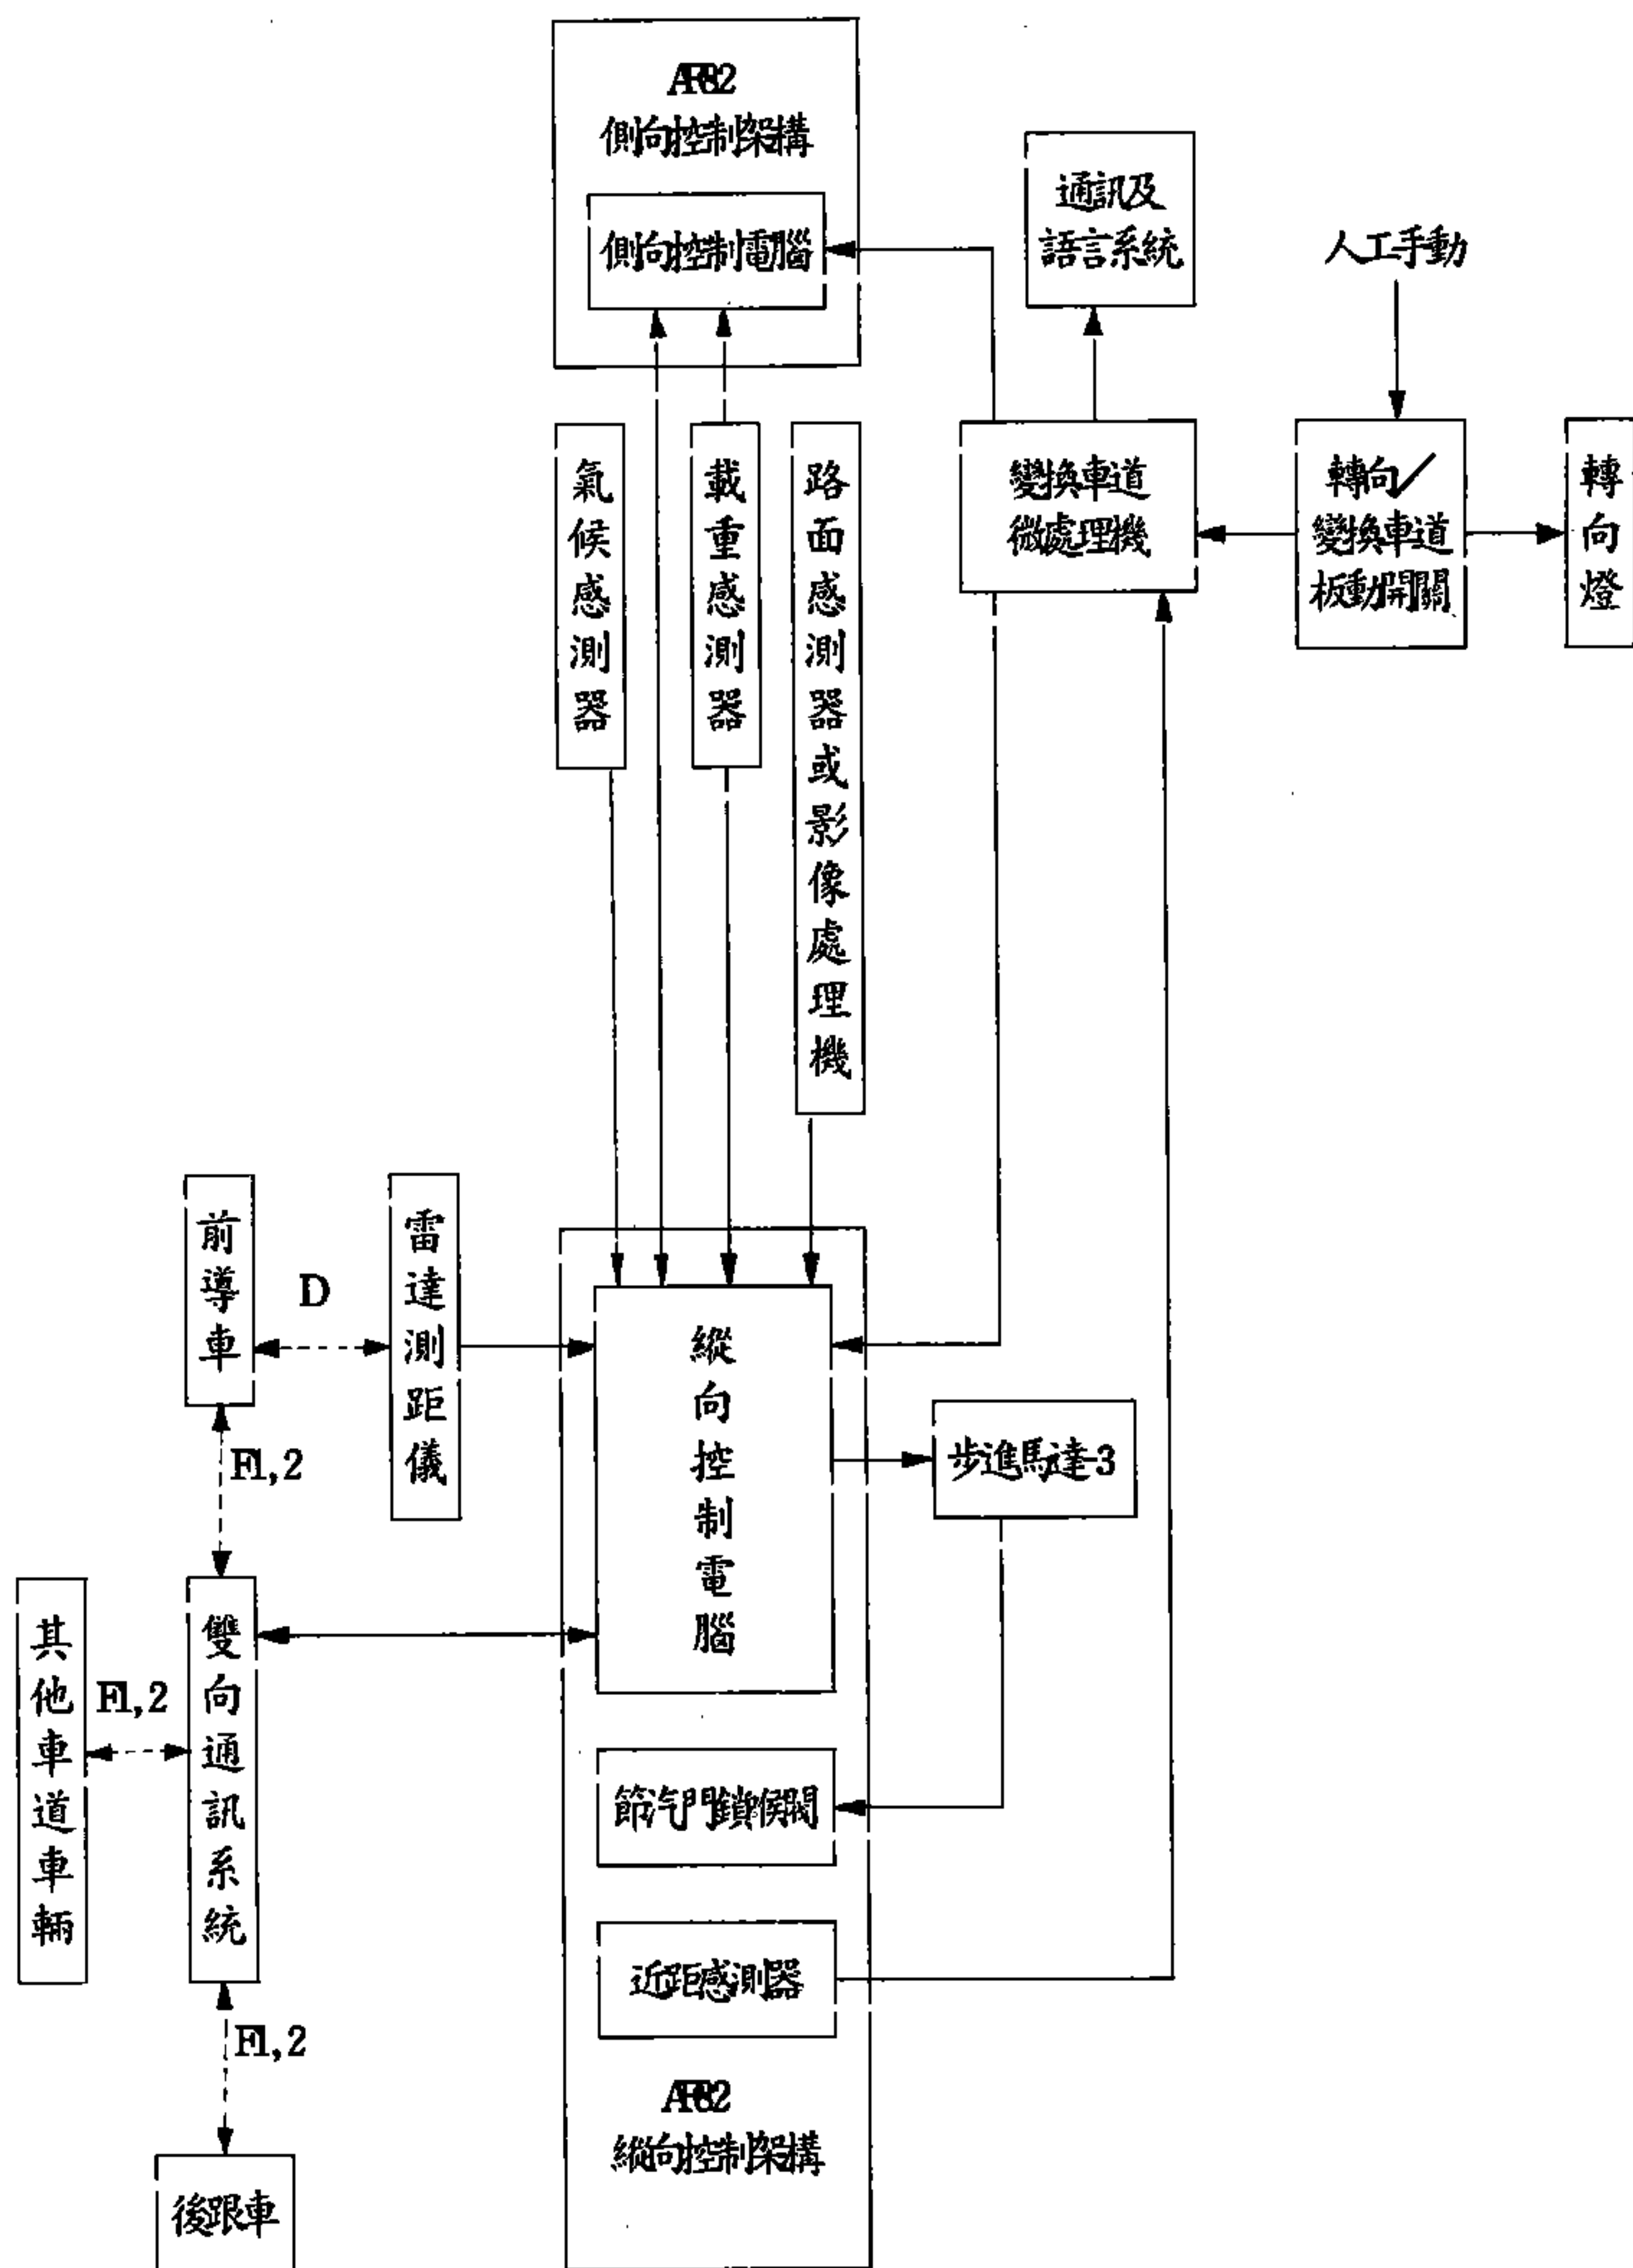 側向控制架構
側向控制電腦
通訊及
語言系統
人工手動
氣候感測器
載重感測器
路面感測器或影像處理機
變換車道
微處理機
轉向／
變換車道
板動開關
轉向燈
前導車
D
雷達測距儀
縱向控制電腦
步進馬達-3
F1,2
其他車道車輛
F1,2
雙向通訊系統
節汽門鎖喉閥
近距感測器
F1,2
縱向控制架構
後跟車